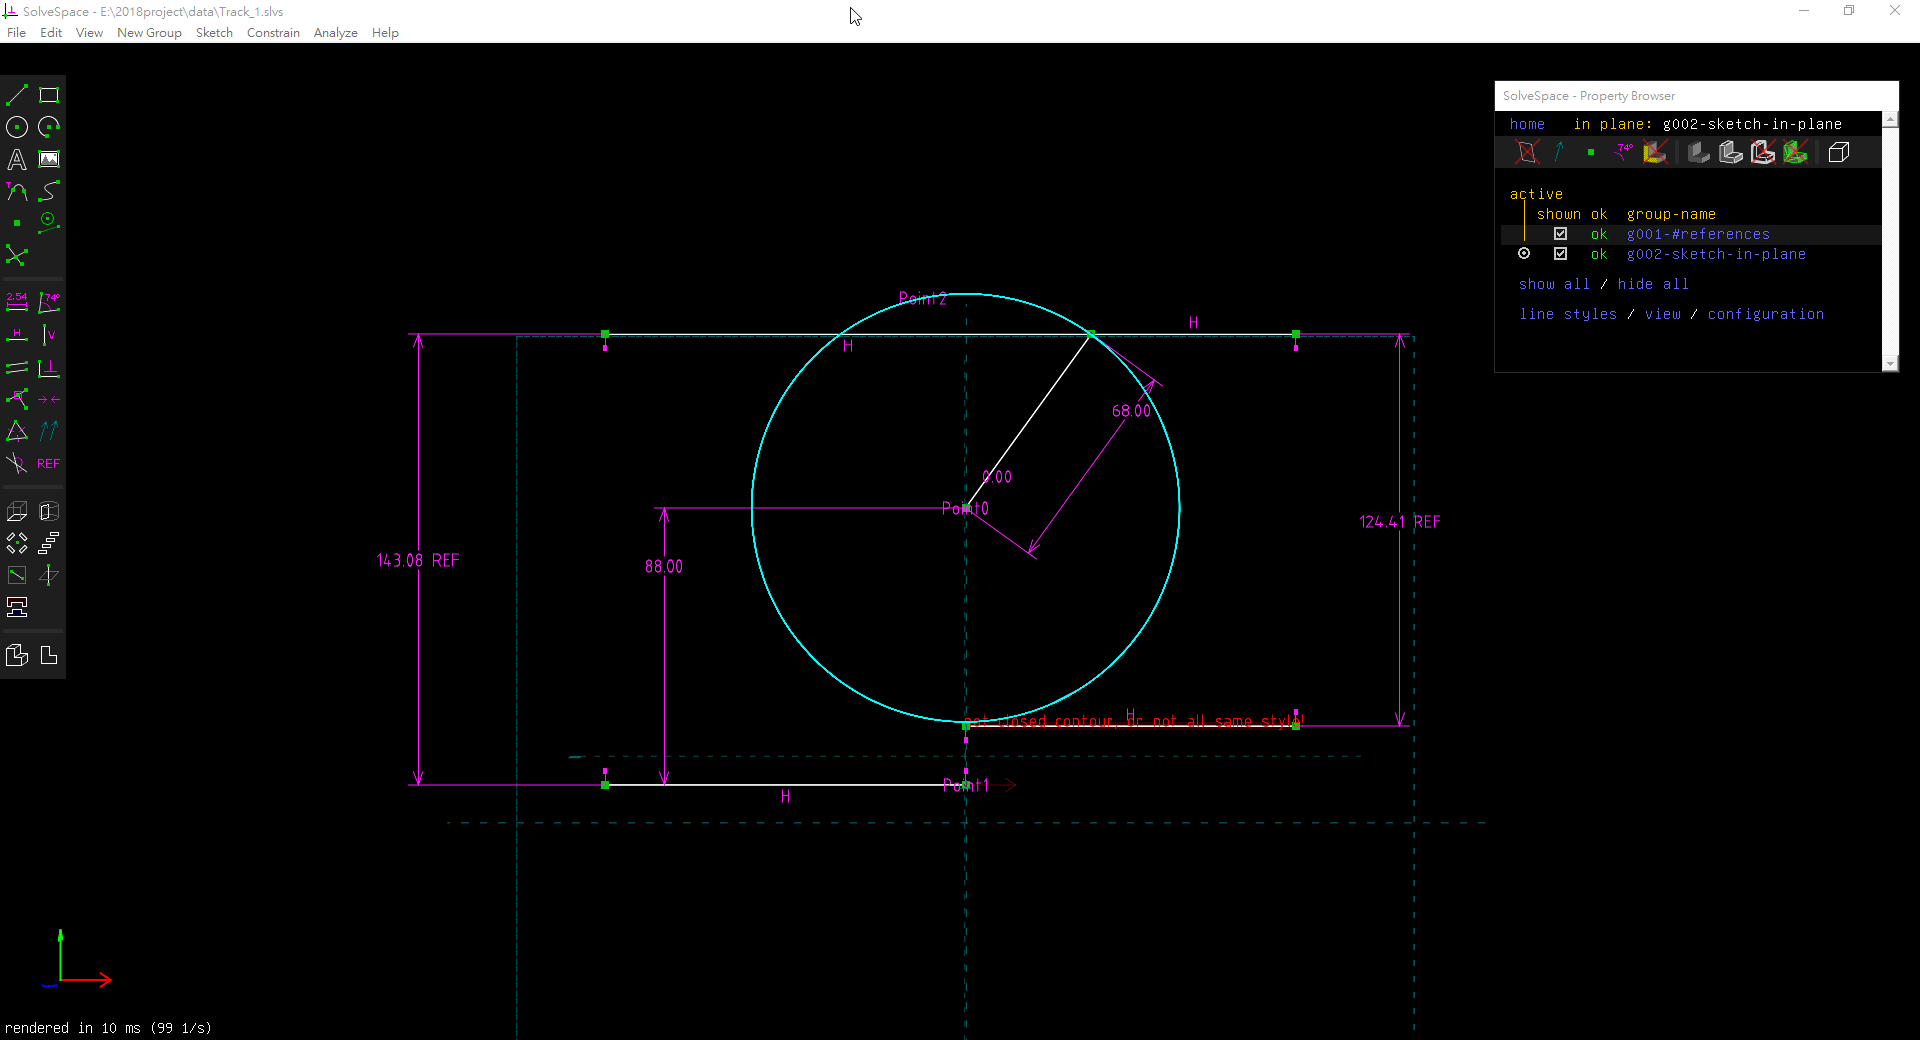 SolveSpace - E:\2018project\data\Track_1.slvs
File Edit View New Group Sketch Constrain Analyze Help
SolveSpace - Property Browser
home in plane: g002-sketch-in-plane
74°
active
shown ok group-name
ok g001-#references
ok g002-sketch-in-plane
show all / hide all
line styles / view / configuration
A
T
2.54 74°
H V
REF
Point2
H
H
68.00
0.00
Point0
124.41 REF
143.08 REF
88.00
H
not closed contour, or not all same style!
Point1
H
rendered in 10 ms (99 1/s)